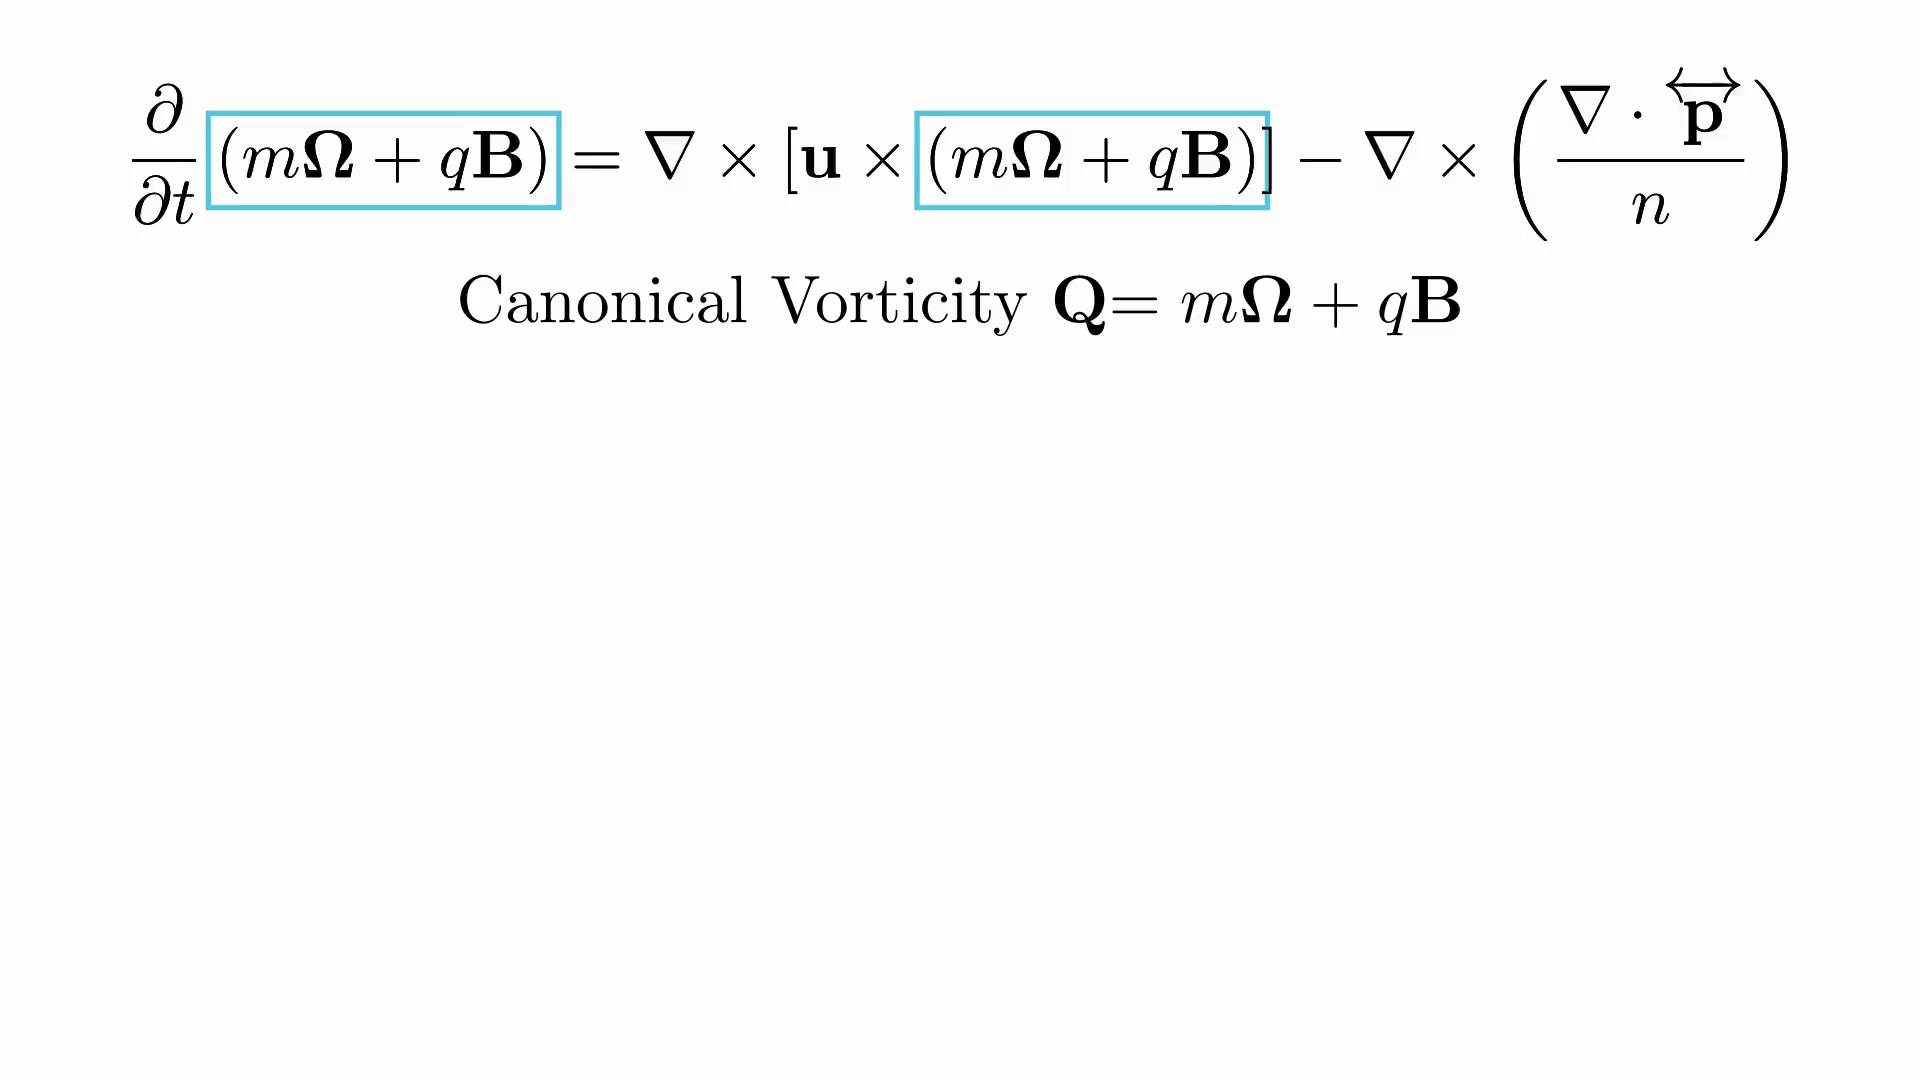 ∂/∂t (m𝛀 + q𝐁) = ∇ × [𝐮 × (m𝛀 + q𝐁)] − ∇ × (∇ · 𝐩⃡ / n)
Canonical Vorticity 𝐐= m𝛀 + q𝐁